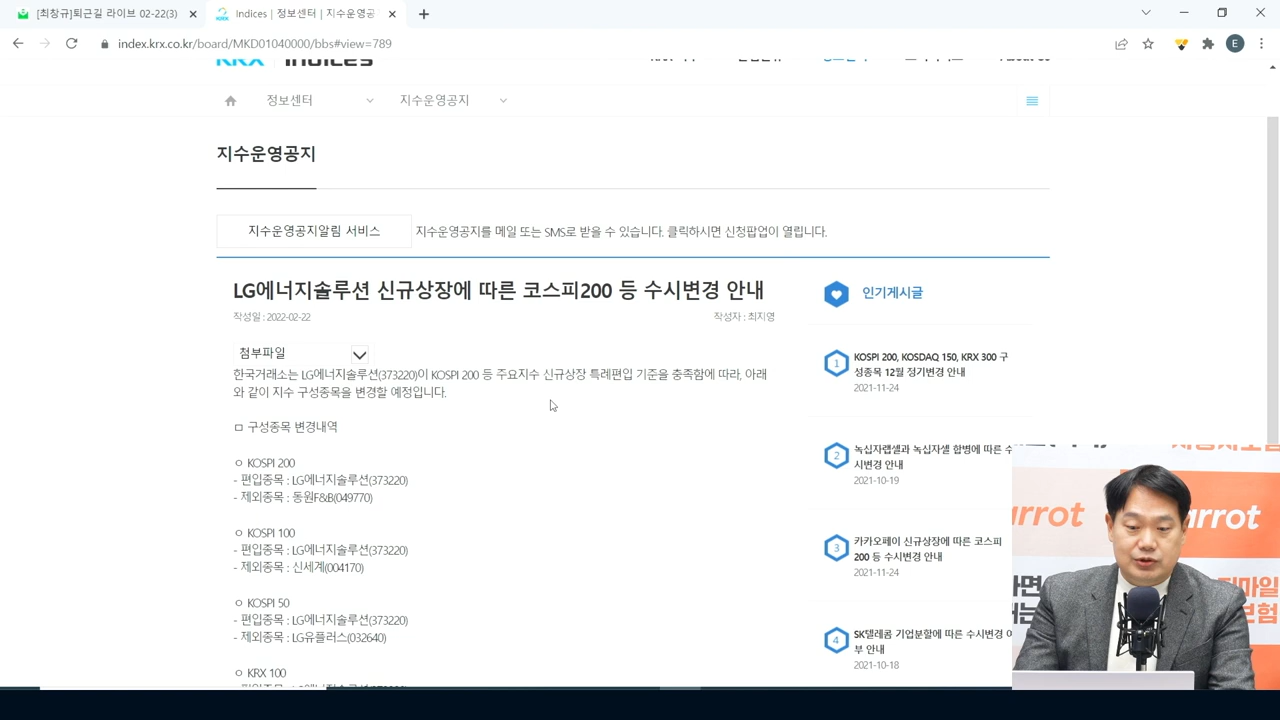 [최창규]퇴근길 라이브 02-22(3)
Indices | 정보센터 | 지수운영공
index.krx.co.kr/board/MKD01040000/bbs#view=789
E
KRX Indices
정보센터
지수운영공지
지수운영공지
지수운영공지알림 서비스
지수운영공지를 메일 또는 SMS로 받을 수 있습니다. 클릭하시면 신청팝업이 열립니다.
LG에너지솔루션 신규상장에 따른 코스피200 등 수시변경 안내
작성일 : 2022-02-22
작성자 : 최지영
첨부파일
한국거래소는 LG에너지솔루션(373220)이 KOSPI 200 등 주요지수 신규상장 특례편입 기준을 충족함에 따라, 아래
와 같이 지수 구성종목을 변경할 예정입니다.
ㅁ 구성종목 변경내역
ㅇ KOSPI 200
- 편입종목 : LG에너지솔루션(373220)
- 제외종목 : 동원F&B(049770)
ㅇ KOSPI 100
- 편입종목 : LG에너지솔루션(373220)
- 제외종목 : 신세계(004170)
ㅇ KOSPI 50
- 편입종목 : LG에너지솔루션(373220)
- 제외종목 : LG유플러스(032640)
ㅇ KRX 100
인기게시글
1
KOSPI 200, KOSDAQ 150, KRX 300 구
성종목 12월 정기변경 안내
2021-11-24
2
녹십자랩셀과 녹십자셀 합병에 따른 수
시변경 안내
2021-10-19
3
카카오페이 신규상장에 따른 코스피
200 등 수시변경 안내
2021-11-24
4
SK텔레콤 기업분할에 따른 수시변경 여
부 안내
2021-10-18
arrot
arrot